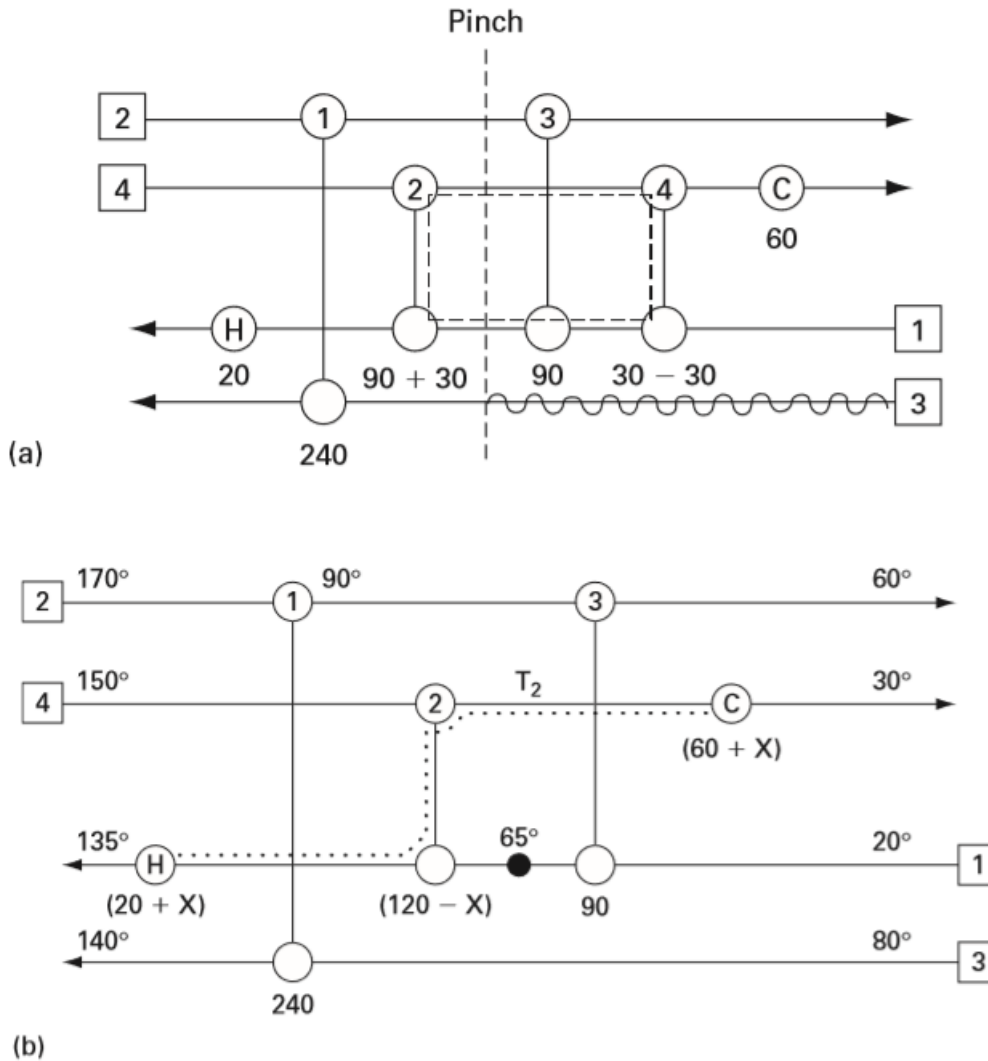 Pinch
2 1 3
4 2 4 C
60
H 1
20 90 + 30 90 30 − 30
3
(a) 240
2 170° 1 90° 3 60°
4 150° 2 T₂ C 30°
(60 + X)
135° H 65° 20° 1
(20 + X) (120 − X) 90
140° 80° 3
240
(b)